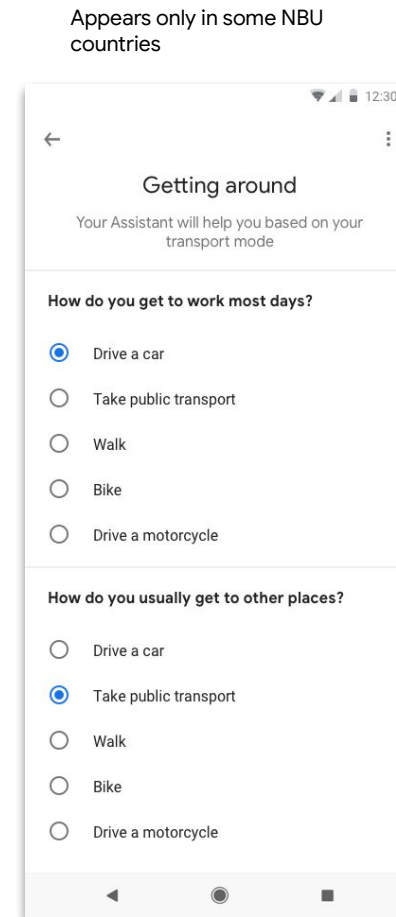 Appears only in some NBU
countries
12:30
Getting around
Your Assistant will help you based on your
transport mode
How do you get to work most days?
Drive a car
Take public transport
Walk
Bike
Drive a motorcycle
How do you usually get to other places?
Drive a car
Take public transport
Walk
Bike
Drive a motorcycle